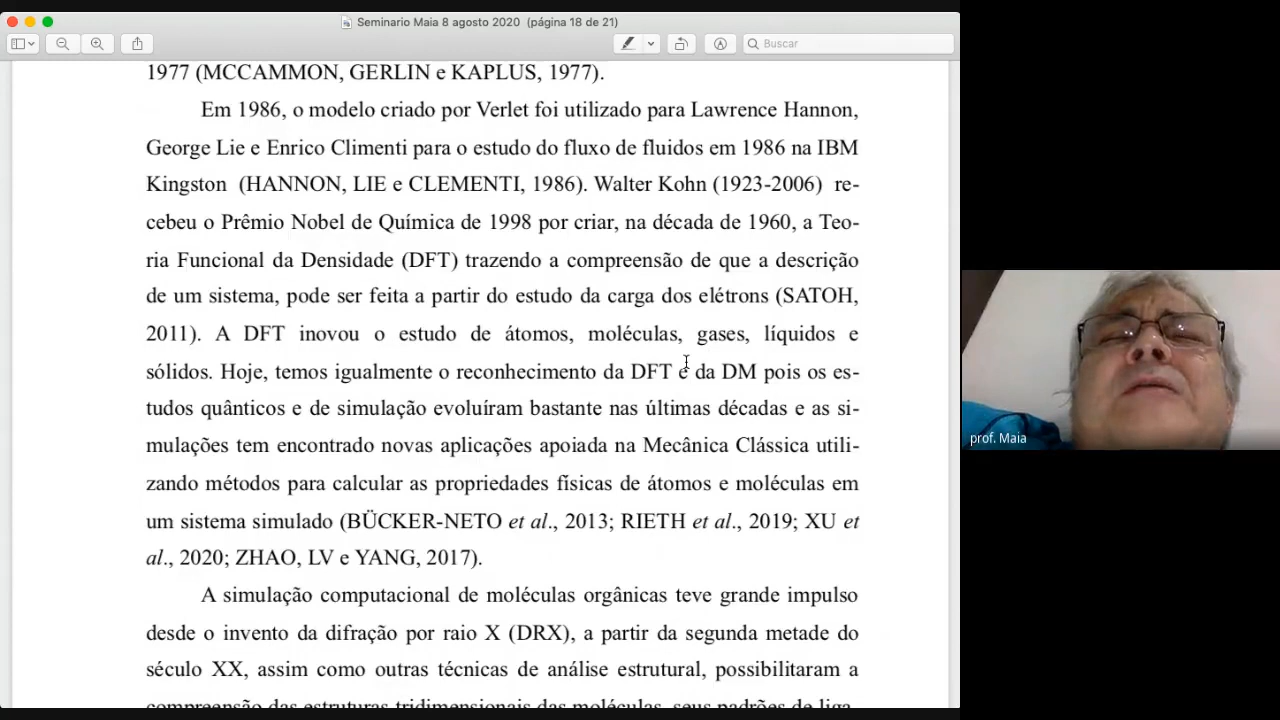 Seminario Maia 8 agosto 2020 (página 18 de 21)
Buscar
1977 (MCCAMMON, GERLIN e KAPLUS, 1977).
Em 1986, o modelo criado por Verlet foi utilizado para Lawrence Hannon,
George Lie e Enrico Climenti para o estudo do fluxo de fluidos em 1986 na IBM
Kingston (HANNON, LIE e CLEMENTI, 1986). Walter Kohn (1923-2006) re-
cebeu o Prêmio Nobel de Química de 1998 por criar, na década de 1960, a Teo-
ria Funcional da Densidade (DFT) trazendo a compreensão de que a descrição
de um sistema, pode ser feita a partir do estudo da carga dos elétrons (SATOH,
2011). A DFT inovou o estudo de átomos, moléculas, gases, líquidos e
sólidos. Hoje, temos igualmente o reconhecimento da DFT e da DM pois os es-
tudos quânticos e de simulação evoluíram bastante nas últimas décadas e as si-
mulações tem encontrado novas aplicações apoiada na Mecânica Clássica utili-
zando métodos para calcular as propriedades físicas de átomos e moléculas em
um sistema simulado (BÜCKER-NETO et al., 2013; RIETH et al., 2019; XU et
al., 2020; ZHAO, LV e YANG, 2017).
A simulação computacional de moléculas orgânicas teve grande impulso
desde o invento da difração por raio X (DRX), a partir da segunda metade do
século XX, assim como outras técnicas de análise estrutural, possibilitaram a
compreensão das estruturas tridimensionais das moléculas, seus padrões de liga-
prof. Maia